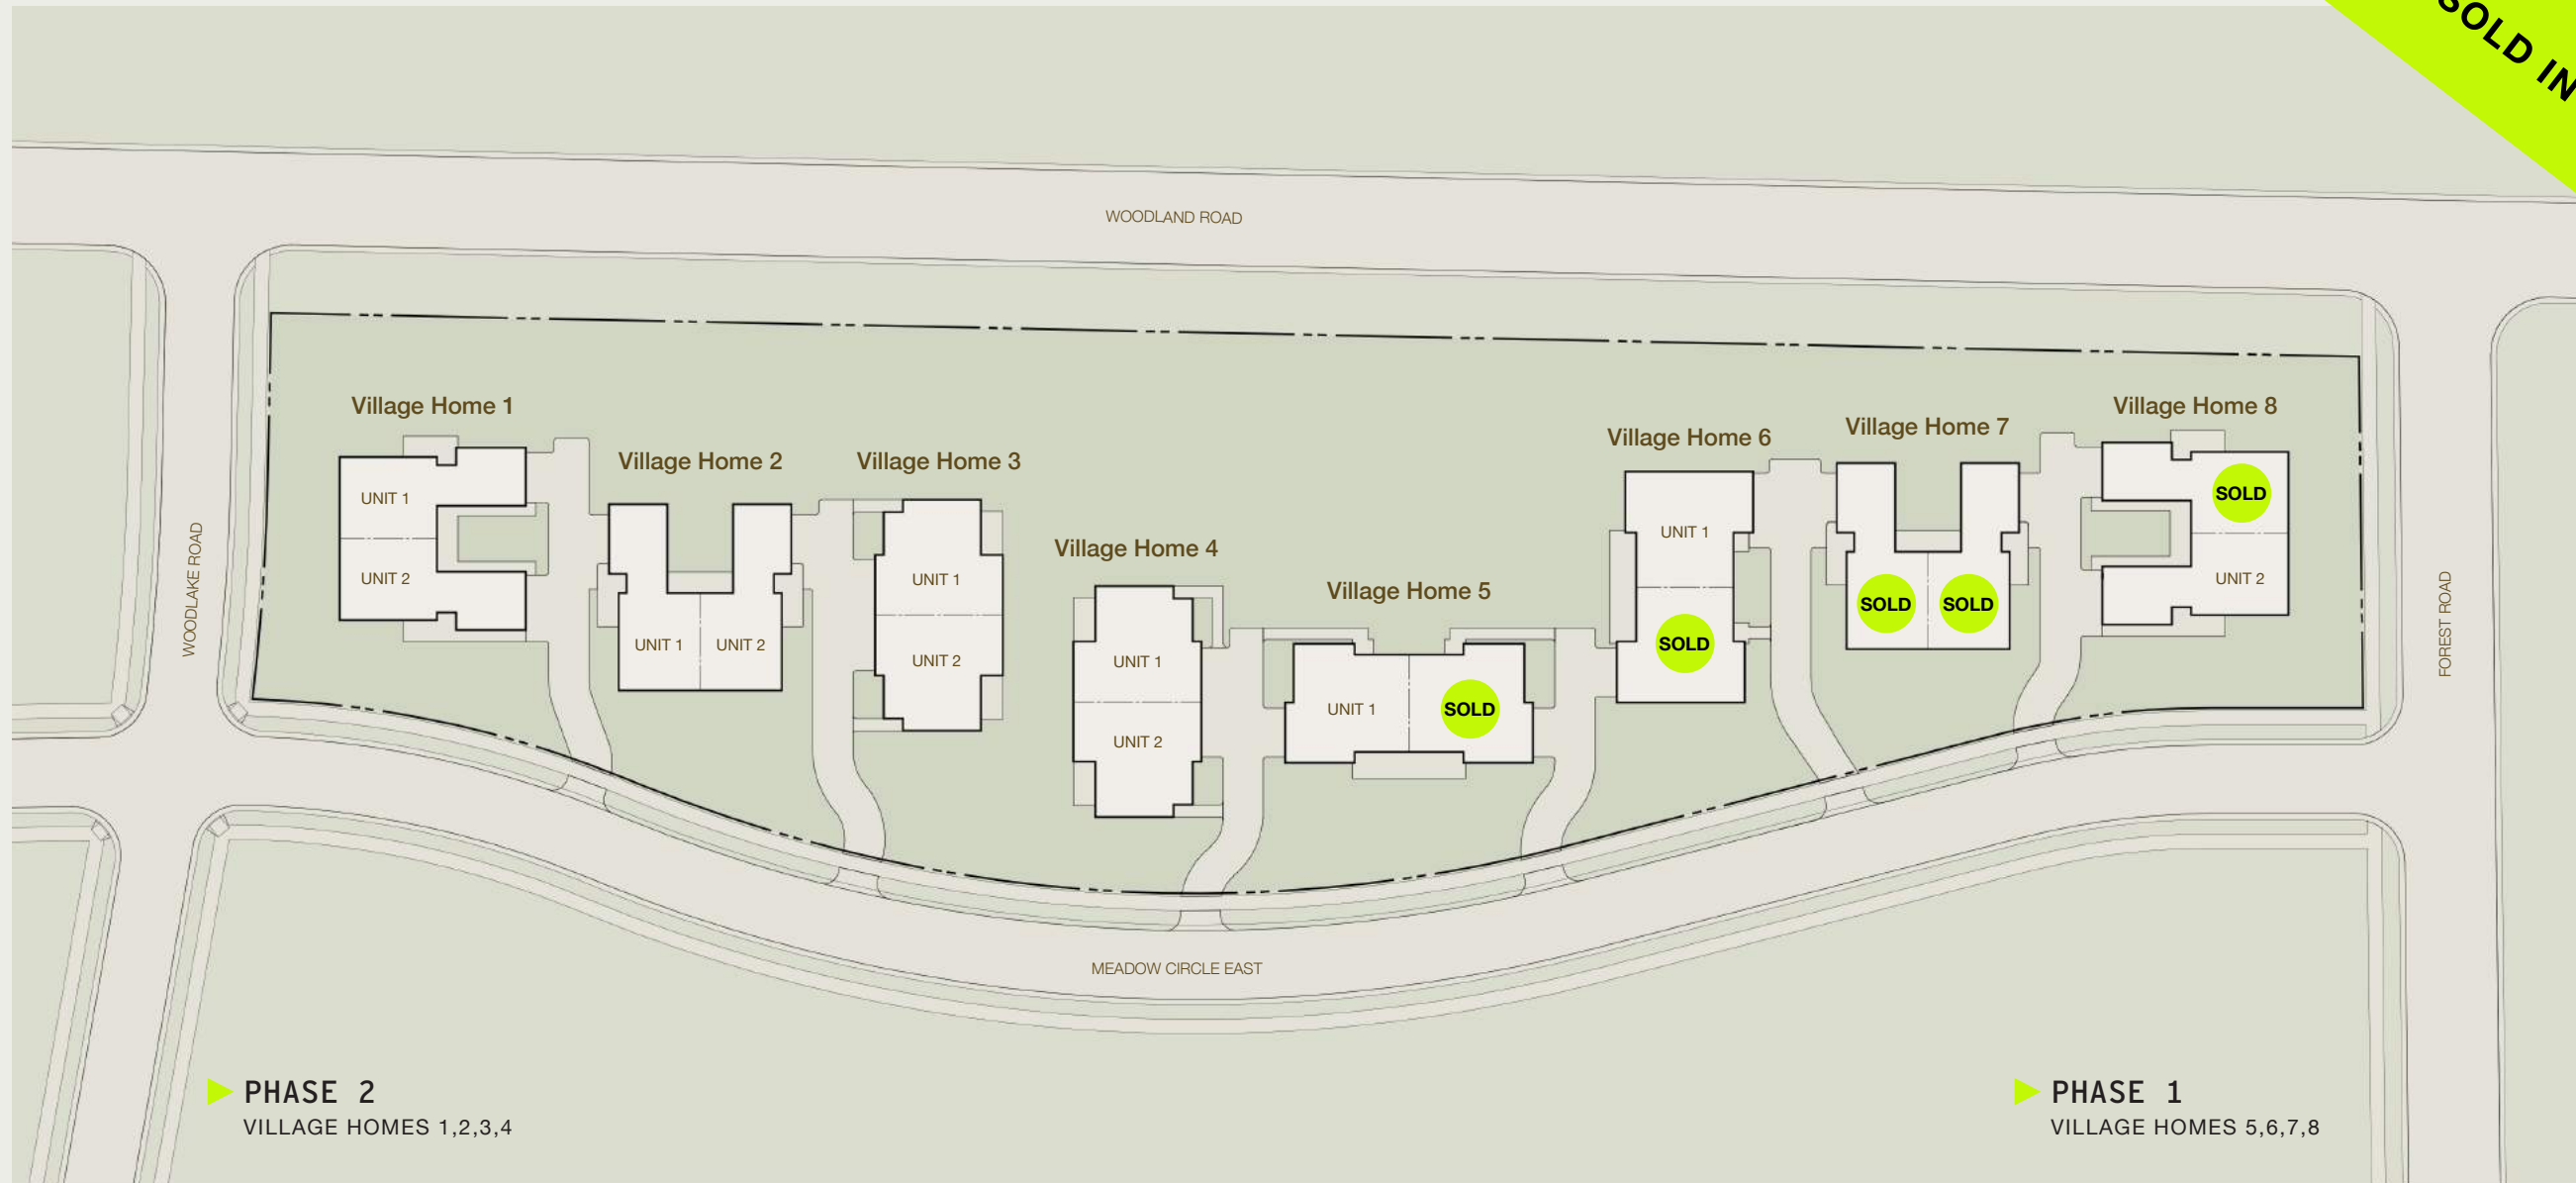 SOLD IN
WOODLAND ROAD
Village Home 1
Village Home 2
Village Home 3
Village Home 4
Village Home 5
Village Home 6
Village Home 7
Village Home 8
UNIT 1
UNIT 2
UNIT 1
UNIT 2
UNIT 1
UNIT 2
UNIT 1
UNIT 2
UNIT 1
SOLD
UNIT 1
SOLD
SOLD
SOLD
SOLD
UNIT 2
WOODLAKE ROAD
FOREST ROAD
MEADOW CIRCLE EAST
PHASE 2
VILLAGE HOMES 1,2,3,4
PHASE 1
VILLAGE HOMES 5,6,7,8